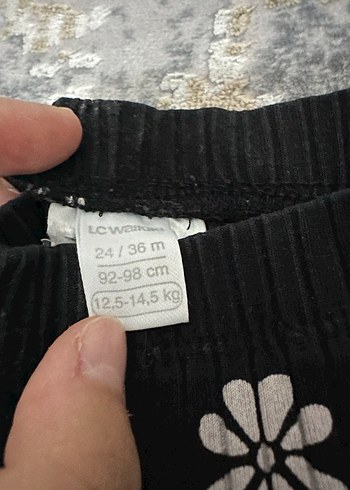 LC Waikiki
24 / 36 m
92-98 cm
12,5-14,5 kg